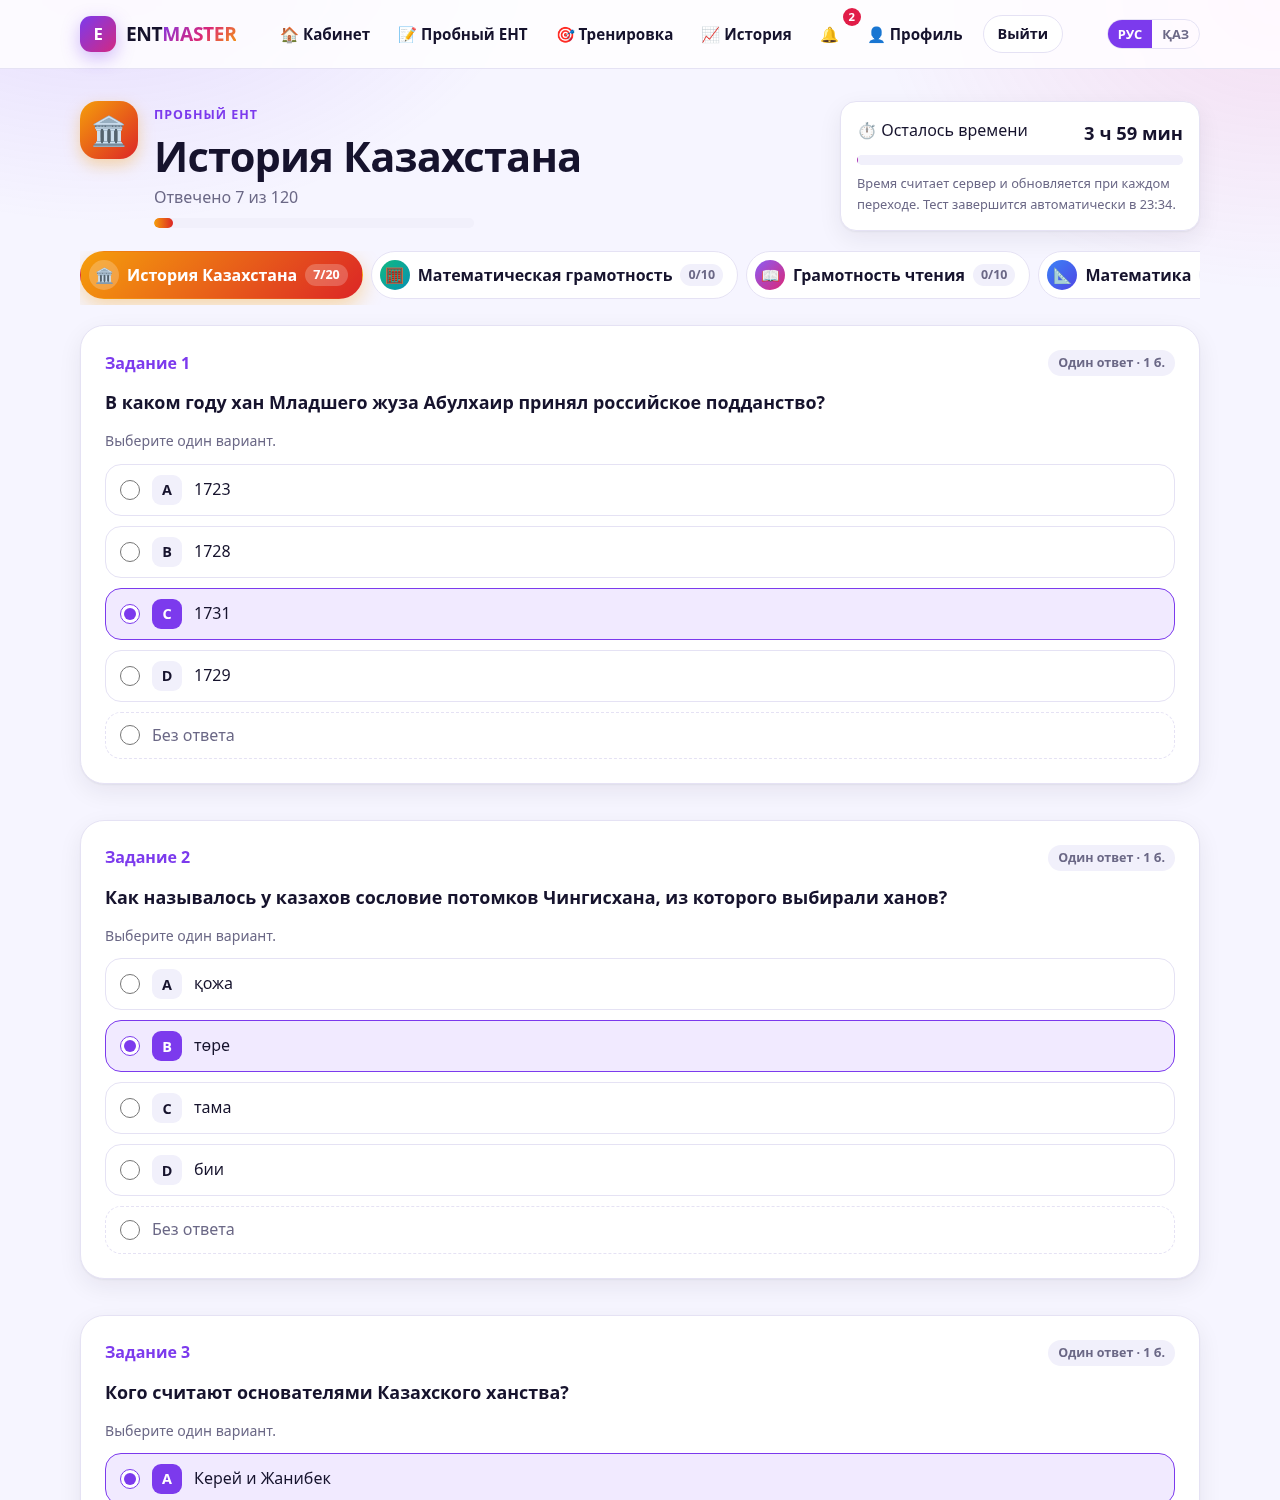 E ENTMASTER Кабинет Пробный ЕНТ Тренировка История 2 Профиль Выйти РУС ҚАЗ
ПРОБНЫЙ ЕНТ
История Казахстана
Отвечено 7 из 120
Осталось времени 3 ч 59 мин
Время считает сервер и обновляется при каждом
переходе. Тест завершится автоматически в 23:34.
История Казахстана 7/20 Математическая грамотность 0/10 Грамотность чтения 0/10 Математика
Задание 1 Один ответ · 1 б.
В каком году хан Младшего жуза Абулхаир принял российское подданство?
Выберите один вариант.
A 1723
B 1728
C 1731
D 1729
Без ответа
Задание 2 Один ответ · 1 б.
Как называлось у казахов сословие потомков Чингисхана, из которого выбирали ханов?
Выберите один вариант.
A қожа
B төре
C тама
D бии
Без ответа
Задание 3 Один ответ · 1 б.
Кого считают основателями Казахского ханства?
Выберите один вариант.
A Керей и Жанибек